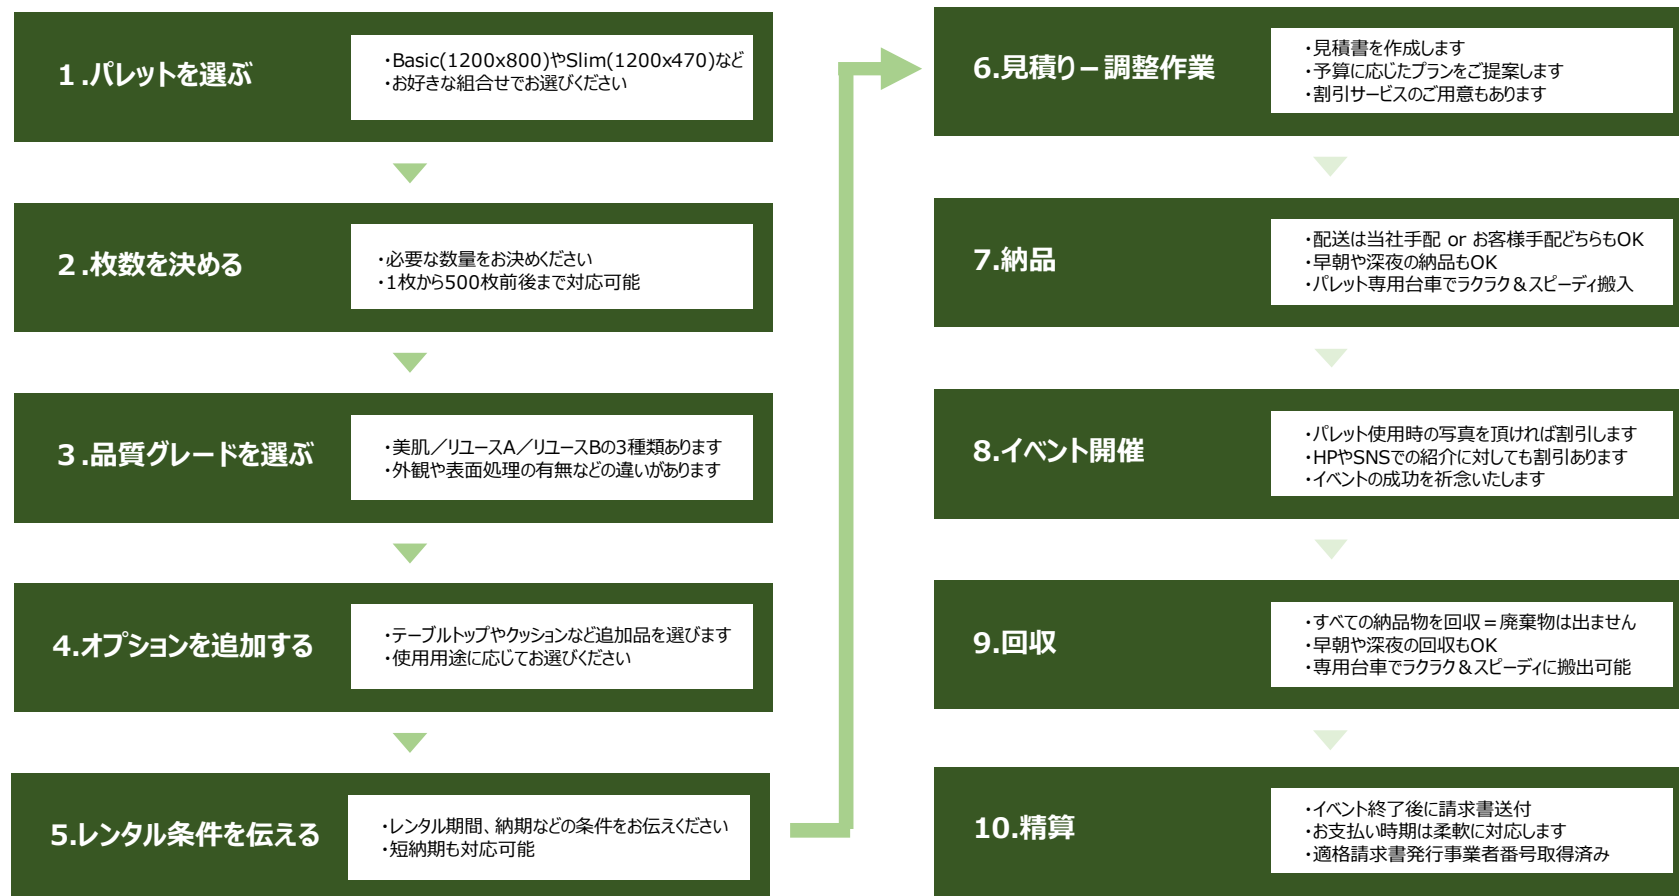 １.パレットを選ぶ
・Basic(1200x800)やSlim(1200x470)など
・お好きな組合せでお選びください
２.枚数を決める
・必要な数量をお決めください
・1枚から500枚前後まで対応可能
３.品質グレードを選ぶ
・美肌／リユースA／リユースBの3種類あります
・外観や表面処理の有無などの違いがあります
4.オプションを追加する
・テーブルトップやクッションなど追加品を選びます
・使用用途に応じてお選びください
5.レンタル条件を伝える
・レンタル期間、納期などの条件をお伝えください
・短納期も対応可能
6.見積り－調整作業
・見積書を作成します
・予算に応じたプランをご提案します
・割引サービスのご用意もあります
7.納品
・配送は当社手配 or お客様手配どちらもOK
・早朝や深夜の納品もOK
・パレット専用台車でラクラク＆スピーディ搬入
8.イベント開催
・パレット使用時の写真を頂ければ割引します
・HPやSNSでの紹介に対しても割引あります
・イベントの成功を祈念いたします
9.回収
・すべての納品物を回収＝廃棄物は出ません
・早朝や深夜の回収もOK
・専用台車でラクラク＆スピーディに搬出可能
10.精算
・イベント終了後に請求書送付
・お支払い時期は柔軟に対応します
・適格請求書発行事業者番号取得済み